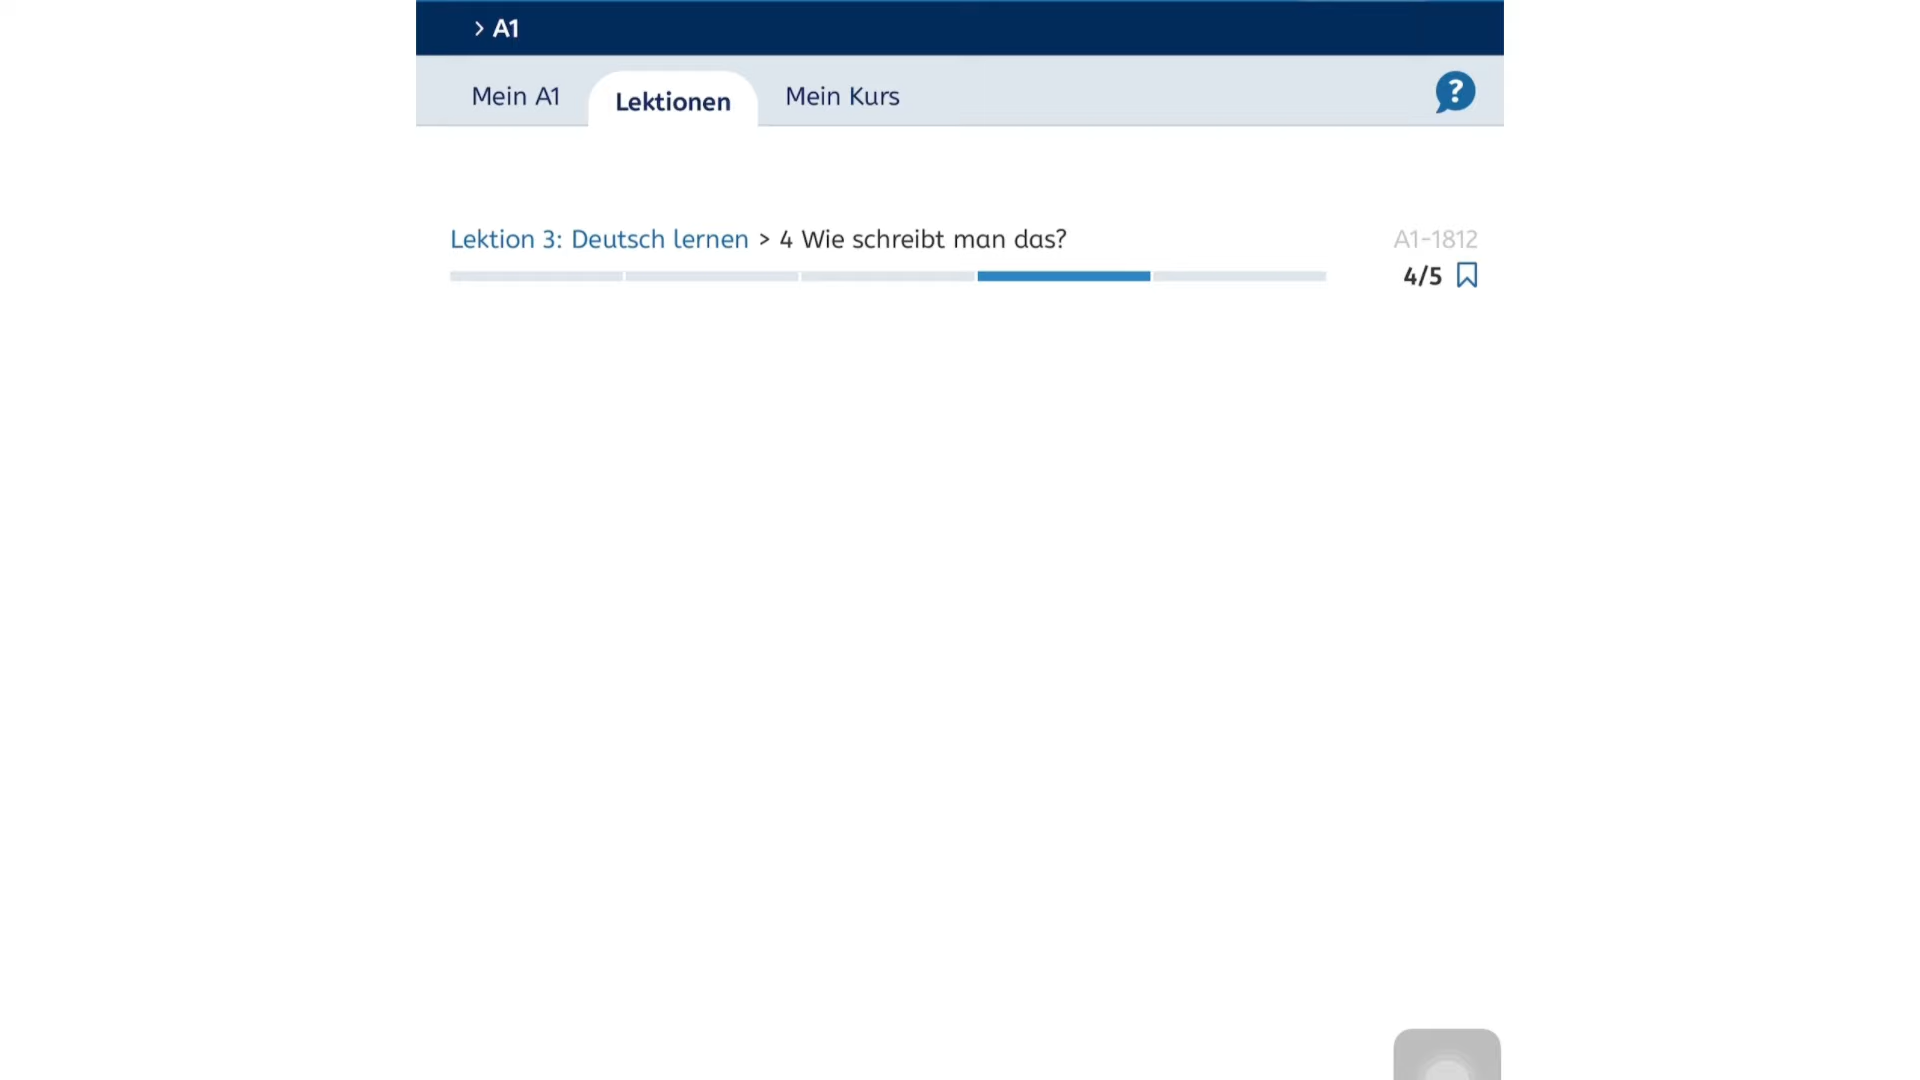 > A1
Mein A1 Lektionen Mein Kurs ?
Lektion 3: Deutsch lernen > 4 Wie schreibt man das? A1-1812
4/5